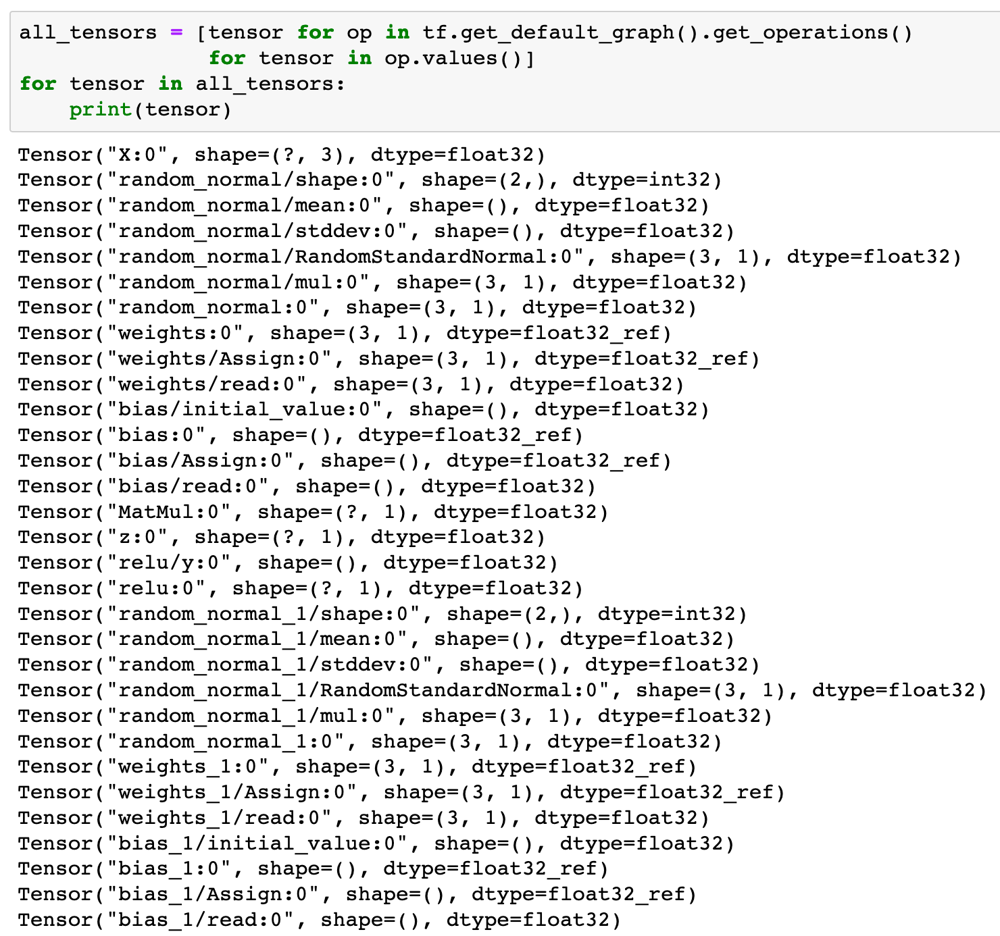 all_tensors = [tensor for op in tf.get_default_graph().get_operations()
               for tensor in op.values()]
for tensor in all_tensors:
    print(tensor)
Tensor("X:0", shape=(?, 3), dtype=float32)
Tensor("random_normal/shape:0", shape=(2,), dtype=int32)
Tensor("random_normal/mean:0", shape=(), dtype=float32)
Tensor("random_normal/stddev:0", shape=(), dtype=float32)
Tensor("random_normal/RandomStandardNormal:0", shape=(3, 1), dtype=float32)
Tensor("random_normal/mul:0", shape=(3, 1), dtype=float32)
Tensor("random_normal:0", shape=(3, 1), dtype=float32)
Tensor("weights:0", shape=(3, 1), dtype=float32_ref)
Tensor("weights/Assign:0", shape=(3, 1), dtype=float32_ref)
Tensor("weights/read:0", shape=(3, 1), dtype=float32)
Tensor("bias/initial_value:0", shape=(), dtype=float32)
Tensor("bias:0", shape=(), dtype=float32_ref)
Tensor("bias/Assign:0", shape=(), dtype=float32_ref)
Tensor("bias/read:0", shape=(), dtype=float32)
Tensor("MatMul:0", shape=(?, 1), dtype=float32)
Tensor("z:0", shape=(?, 1), dtype=float32)
Tensor("relu/y:0", shape=(), dtype=float32)
Tensor("relu:0", shape=(?, 1), dtype=float32)
Tensor("random_normal_1/shape:0", shape=(2,), dtype=int32)
Tensor("random_normal_1/mean:0", shape=(), dtype=float32)
Tensor("random_normal_1/stddev:0", shape=(), dtype=float32)
Tensor("random_normal_1/RandomStandardNormal:0", shape=(3, 1), dtype=float32)
Tensor("random_normal_1/mul:0", shape=(3, 1), dtype=float32)
Tensor("random_normal_1:0", shape=(3, 1), dtype=float32)
Tensor("weights_1:0", shape=(3, 1), dtype=float32_ref)
Tensor("weights_1/Assign:0", shape=(3, 1), dtype=float32_ref)
Tensor("weights_1/read:0", shape=(3, 1), dtype=float32)
Tensor("bias_1/initial_value:0", shape=(), dtype=float32)
Tensor("bias_1:0", shape=(), dtype=float32_ref)
Tensor("bias_1/Assign:0", shape=(), dtype=float32_ref)
Tensor("bias_1/read:0", shape=(), dtype=float32)